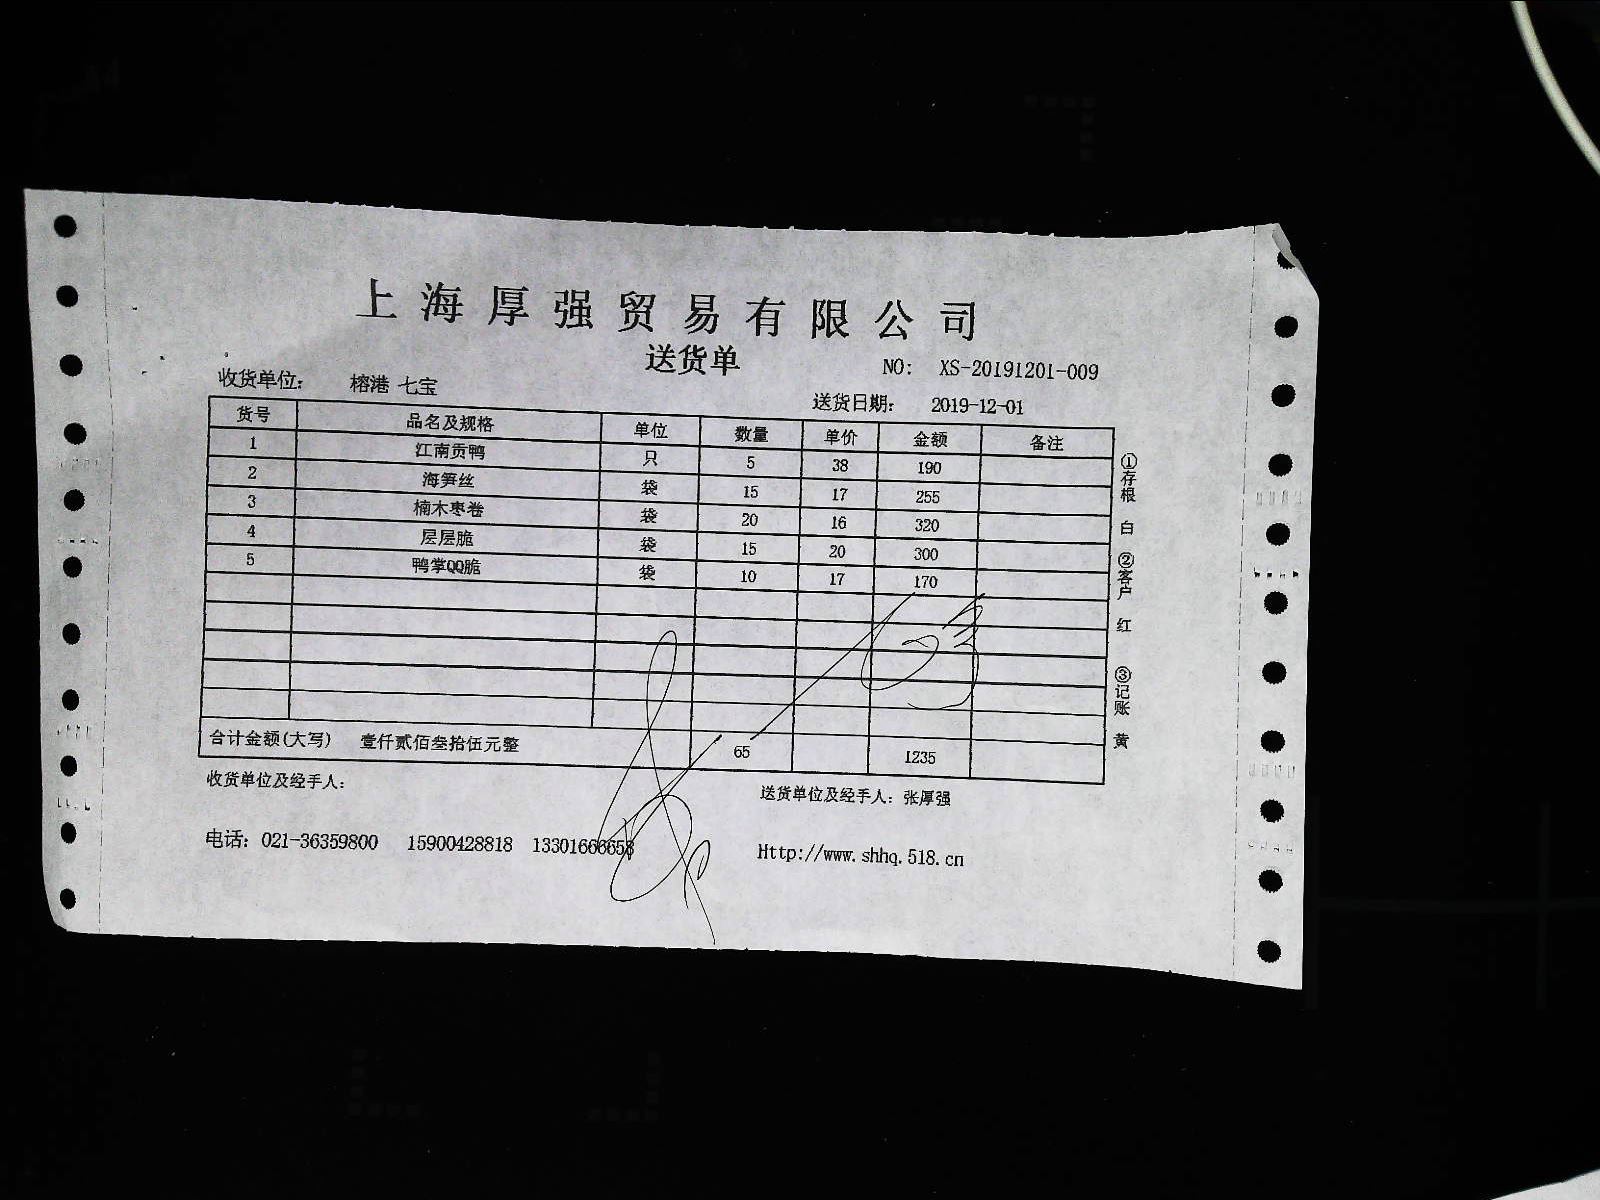 上海厚强贸易有限公司
送货单
NO: XS-20191201-009
收货单位: 榕港 七宝
送货日期: 2019-12-01
货号 品名及规格 单位 数量 单价 金额 备注
1 江南贡鸭 只 5 38 190
2 海笋丝 袋 15 17 255
3 楠木枣卷 袋 20 16 320
4 层层脆 袋 15 20 300
5 鸭掌QQ脆 袋 10 17 170
合计金额(大写) 壹仟贰佰叁拾伍元整 65 1235
收货单位及经手人:
送货单位及经手人: 张厚强
电话: 021-36359800 15900428818 13301666658
Http://www.shhq.518.cn
①存根 白 ②客户 红 ③记账 黄